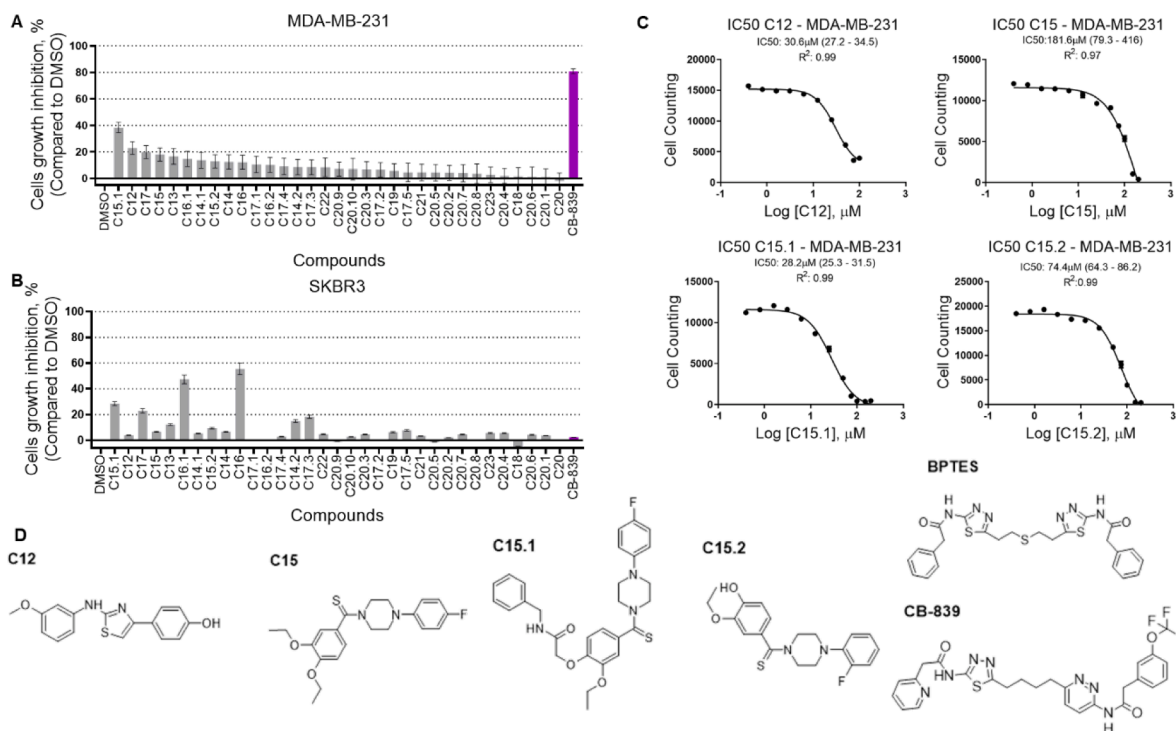 A
MDA-MB-231
Cells growth inhibition, %
(Compared to DMSO)
100
80
60
40
20
0
DMSO
C15.1
C12
C17
C15
C13
C16.1
C14.1
C15.2
C14
C16
C17.1
C16.2
C17.4
C14.2
C17.3
C22
C20.9
C20.10
C20.3
C17.2
C19
C17.5
C21
C20.5
C20.2
C20.7
C20.8
C23
C20.4
C18
C20.6
C20.1
C20
CB-839
Compounds
B
SKBR3
Cells growth inhibition, %
(Compared to DMSO)
100
80
60
40
20
0
DMSO
C15.1
C12
C17
C15
C13
C16.1
C14.1
C15.2
C14
C16
C17.1
C16.2
C17.4
C14.2
C17.3
C22
C20.9
C20.10
C20.3
C17.2
C19
C17.5
C21
C20.5
C20.2
C20.7
C20.8
C23
C20.4
C18
C20.6
C20.1
C20
CB-839
Compounds
C
IC50 C12 - MDA-MB-231
IC50: 30.6μM (27.2 - 34.5)
R2: 0.99
Cell Counting
20000
15000
10000
5000
0
-1 0 1 2 3
Log [C12], μM
IC50 C15 - MDA-MB-231
IC50:181.6μM (79.3 - 416)
R2: 0.97
Cell Counting
15000
10000
5000
0
-1 0 1 2 3
Log [C15], μM
IC50 C15.1 - MDA-MB-231
IC50: 28.2μM (25.3 - 31.5)
R2: 0.99
Cell Counting
15000
10000
5000
0
-1 0 1 2 3
Log [C15.1], μM
IC50 C15.2 - MDA-MB-231
IC50: 74.4μM (64.3 - 86.2)
R2:0.99
Cell Counting
25000
20000
15000
10000
5000
0
-1 0 1 2 3
Log [C15.2], μM
D
C12
O
NH
N
S
OH
C15
S
N
N
F
O
O
C15.1
F
N
N
S
HN
O
O
O
C15.2
HO
O
S
N
N
F
BPTES
O
NH
N
N
S
S
N
N
S
HN
O
CB-839
O
N
NH
N
N
S
N
N
NH
O
O
F
F
F